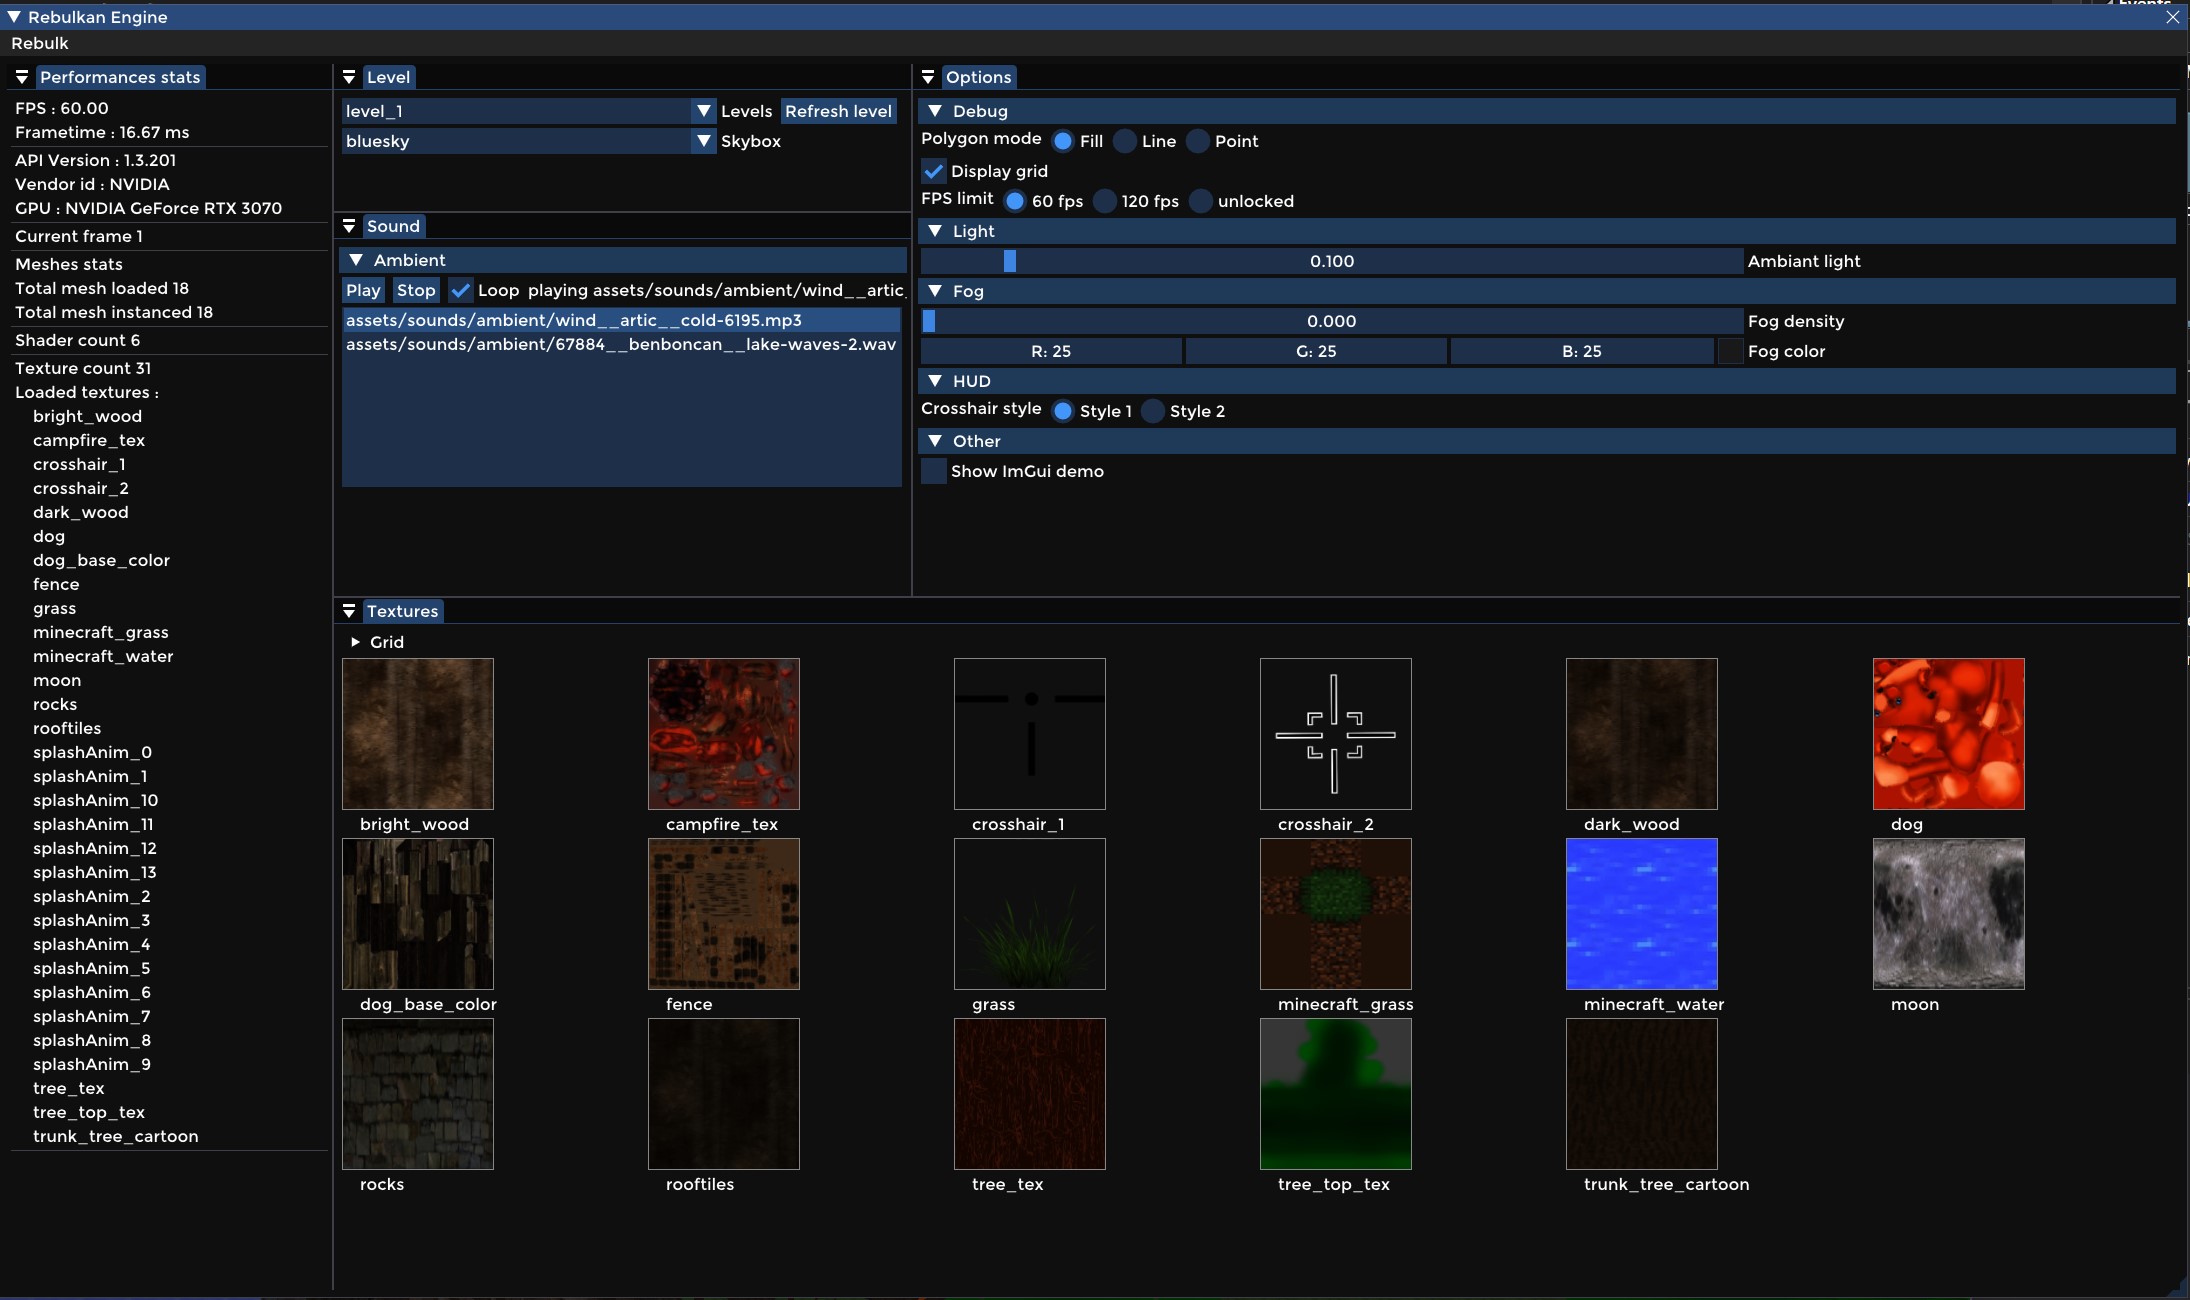 Rebulkan Engine
Rebulk
Performances stats
FPS : 60.00
Frametime : 16.67 ms
API Version : 1.3.201
Vendor id : NVIDIA
GPU : NVIDIA GeForce RTX 3070
Current frame 1
Meshes stats
Total mesh loaded 18
Total mesh instanced 18
Shader count 6
Texture count 31
Loaded textures :
bright_wood
campfire_tex
crosshair_1
crosshair_2
dark_wood
dog
dog_base_color
fence
grass
minecraft_grass
minecraft_water
moon
rocks
rooftiles
splashAnim_0
splashAnim_1
splashAnim_10
splashAnim_11
splashAnim_12
splashAnim_13
splashAnim_2
splashAnim_3
splashAnim_4
splashAnim_5
splashAnim_6
splashAnim_7
splashAnim_8
splashAnim_9
tree_tex
tree_top_tex
trunk_tree_cartoon
Level
level_1 Levels Refresh level
bluesky Skybox
Sound
Ambient
Play Stop Loop playing assets/sounds/ambient/wind__artic_
assets/sounds/ambient/wind__artic__cold-6195.mp3
assets/sounds/ambient/67884__benboncan__lake-waves-2.wav
Options
Debug
Polygon mode Fill Line Point
Display grid
FPS limit 60 fps 120 fps unlocked
Light
0.100 Ambiant light
Fog
0.000 Fog density
R: 25 G: 25 B: 25 Fog color
HUD
Crosshair style Style 1 Style 2
Other
Show ImGui demo
Textures
Grid
bright_wood campfire_tex crosshair_1 crosshair_2 dark_wood dog
dog_base_color fence grass minecraft_grass minecraft_water moon
rocks rooftiles tree_tex tree_top_tex trunk_tree_cartoon